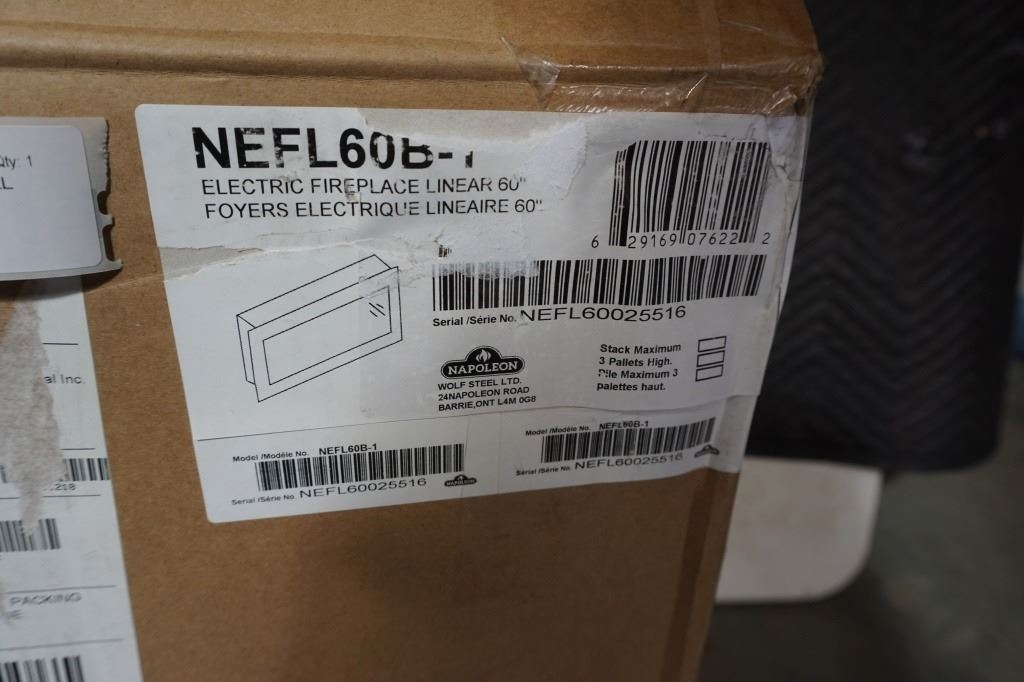 NEFL60B-1
ELECTRIC FIREPLACE LINEAR 60"
FOYERS ELECTRIQUE LINEAIRE 60"
6 29169 07622 2
Serial /Série No. NEFL60025516
NAPOLEON
WOLF STEEL LTD.
24NAPOLEON ROAD
BARRIE,ONT L4M 0G8
Stack Maximum
3 Pallets High.
Pile Maximum 3
palettes haut.
Model /Modèle No. NEFL60B-1
Serial /Série No. NEFL60025516
NAPOLEON
Model /Modèle No. NEFL60B-1
Serial /Série No. NEFL60025516
Qty: 1
Inc.
PACKING